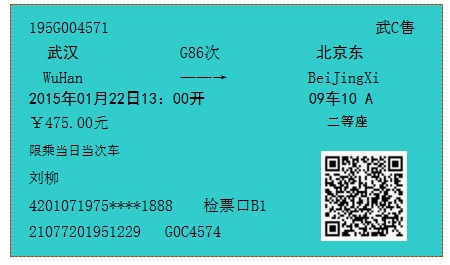 195G004571 武C售
武汉 G86次 北京东
WuHan ———→ BeiJingXi
2015年01月22日13：00开 09车10 A
￥475.00元 二等座
限乘当日当次车
刘柳
4201071975****1888 检票口B1
21077201951229 G0C4574